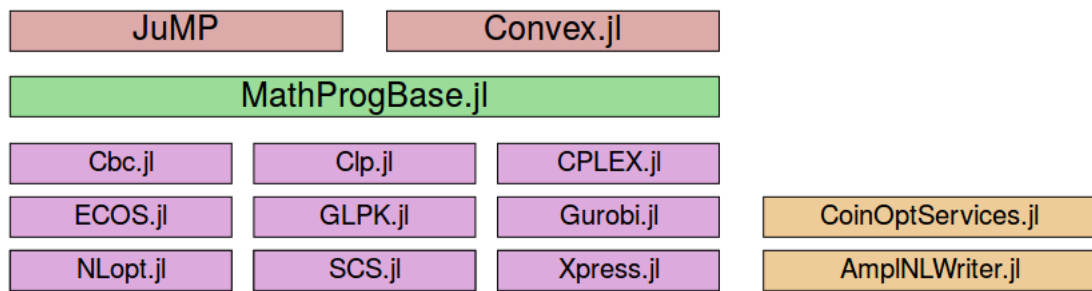 JuMP
Convex.jl
MathProgBase.jl
Cbc.jl
Clp.jl
CPLEX.jl
ECOS.jl
GLPK.jl
Gurobi.jl
CoinOptServices.jl
NLopt.jl
SCS.jl
Xpress.jl
AmplNLWriter.jl